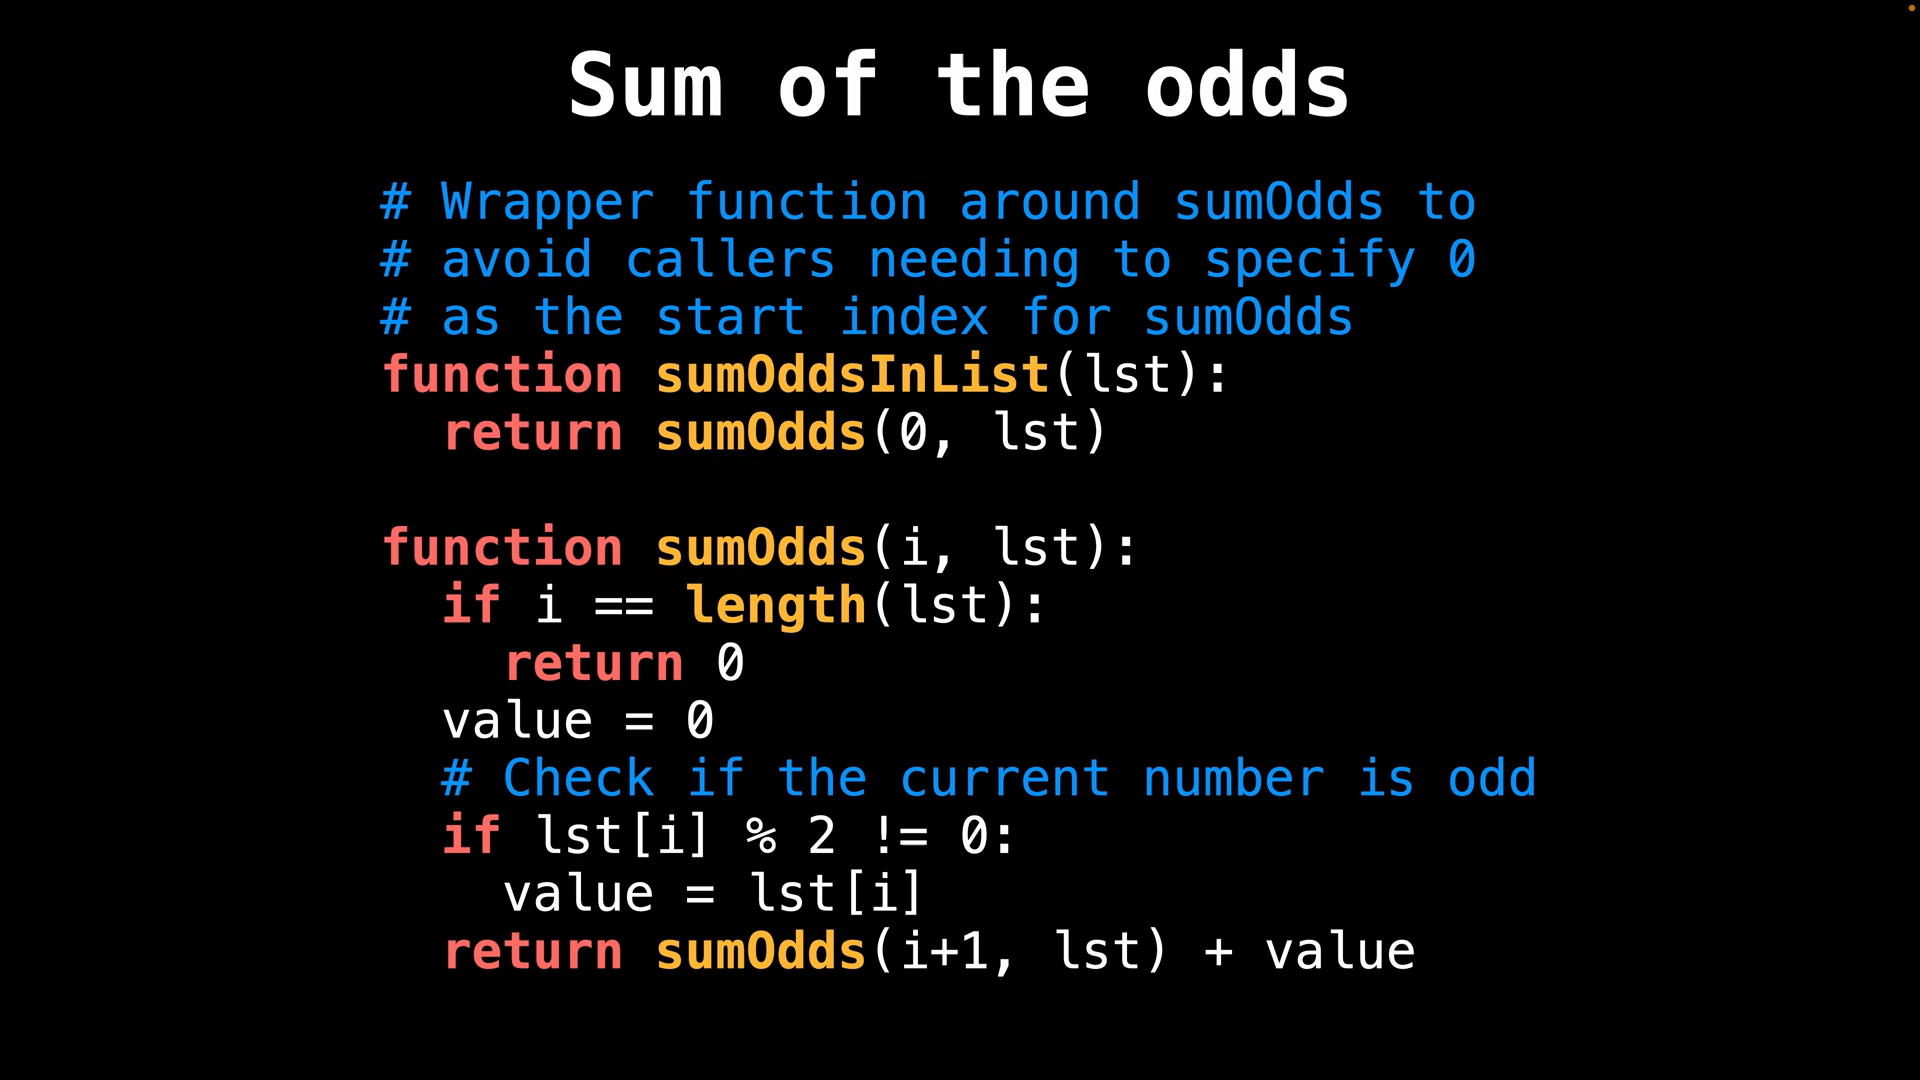 Sum of the odds
# Wrapper function around sumOdds to
# avoid callers needing to specify 0
# as the start index for sumOdds
function sumOddsInList(lst):
  return sumOdds(0, lst)

function sumOdds(i, lst):
  if i == length(lst):
    return 0
  value = 0
  # Check if the current number is odd
  if lst[i] % 2 != 0:
    value = lst[i]
  return sumOdds(i+1, lst) + value